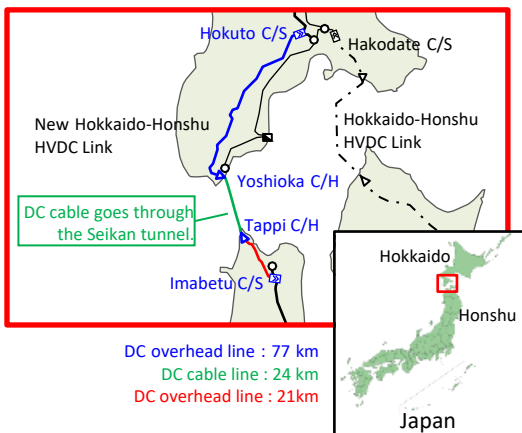 Hokuto C/S
Hakodate C/S
New Hokkaido-Honshu
HVDC Link
Hokkaido-Honshu
HVDC Link
Yoshioka C/H
DC cable goes through
the Seikan tunnel.
Tappi C/H
Imabetu C/S
Hokkaido
Honshu
Japan
DC overhead line : 77 km
DC cable line : 24 km
DC overhead line : 21km